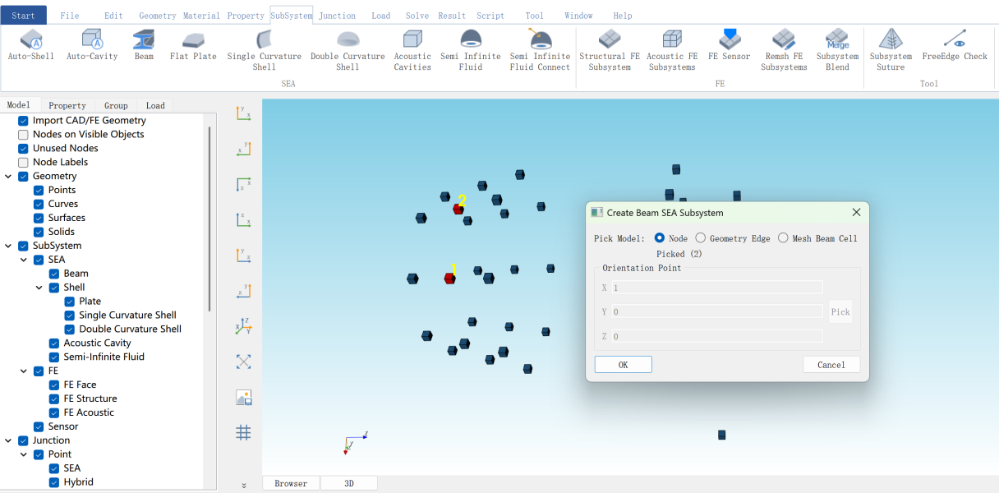 Start File Edit Geometry Material Property SubSystem Junction Load Solve Result Script Tool Window Help
Auto-Shell Auto-Cavity Beam Flat Plate Single Curvature Shell Double Curvature Shell Acoustic Cavities Semi Infinite Fluid Semi Infinite Fluid Connect Structural FE Subsystem Acoustic FE Subsystems FE Sensor Remsh FE Subsystems Merge Subsystem Blend Subsystem Suture FreeEdge Check
SEA FE Tool
Model Property Group Load
Import CAD/FE Geometry
Nodes on Visible Objects
Unused Nodes
Node Labels
Geometry
Points
Curves
Surfaces
Solids
SubSystem
SEA
Beam
Shell
Plate
Single Curvature Shell
Double Curvature Shell
Acoustic Cavity
Semi-Infinite Fluid
FE
FE Face
FE Structure
FE Acoustic
Sensor
Junction
Point
SEA
Hybrid
2
1
Create Beam SEA Subsystem
Pick Model: Node Geometry Edge Mesh Beam Cell
Picked (2)
Orientation Point
X 1
Y 0 Pick
Z 0
OK Cancel
Browser 3D